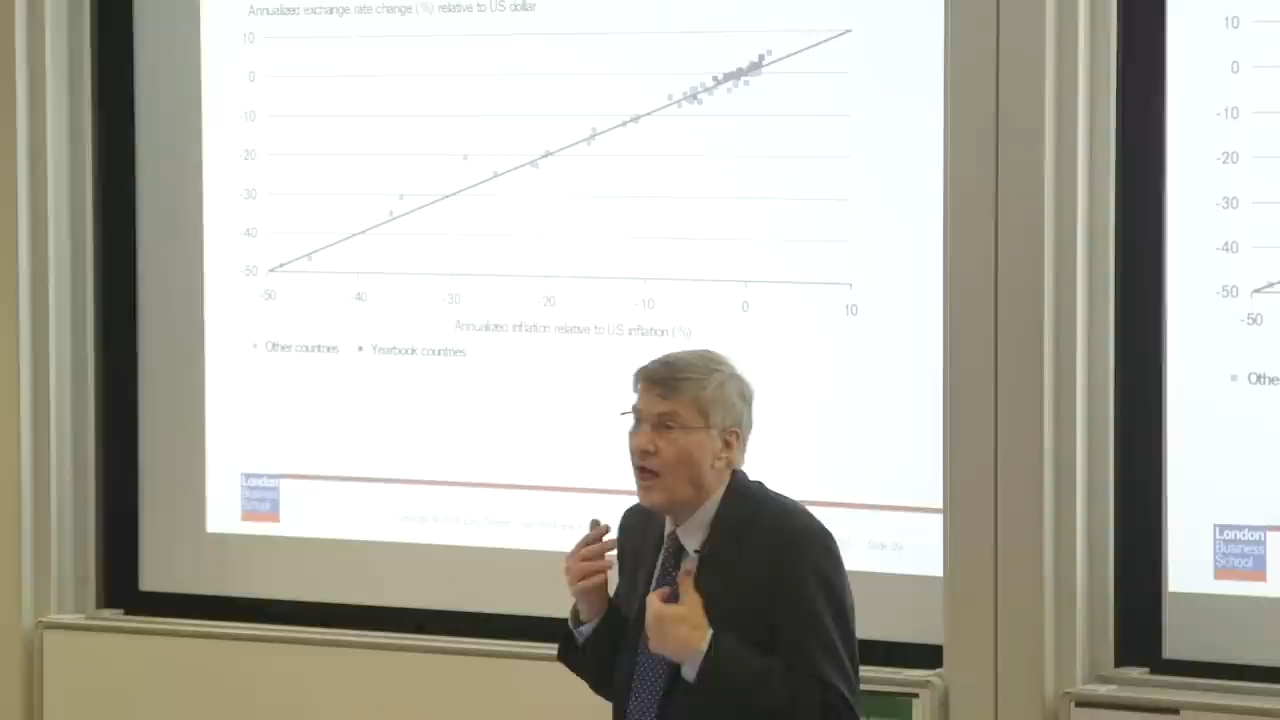 Annualized exchange rate change (%) relative to US dollar
10
0
-10
-20
-30
-40
-50
-50
-40
-30
-20
-10
0
10
Annualized inflation relative to US inflation (%)
Other countries
Yearbook countries
London
Business
School
10
0
-10
-20
-30
-40
-50
-50
Othe
London
Business
School